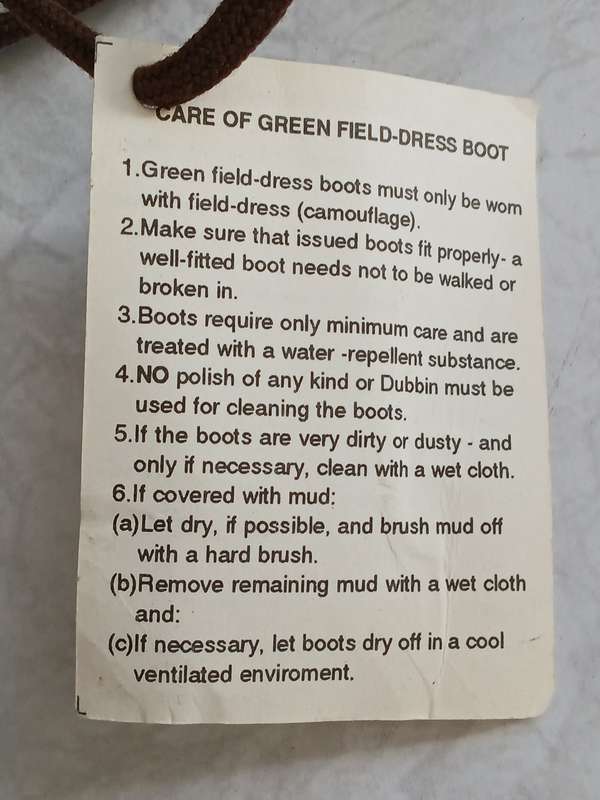 CARE OF GREEN FIELD-DRESS BOOT
1.Green field-dress boots must only be worn
with field-dress (camouflage).
2.Make sure that issued boots fit properly- a
well-fitted boot needs not to be walked or
broken in.
3.Boots require only minimum care and are
treated with a water -repellent substance.
4.NO polish of any kind or Dubbin must be
used for cleaning the boots.
5.If the boots are very dirty or dusty - and
only if necessary, clean with a wet cloth.
6.If covered with mud:
(a)Let dry, if possible, and brush mud off
with a hard brush.
(b)Remove remaining mud with a wet cloth
and:
(c)If necessary, let boots dry off in a cool
ventilated enviroment.